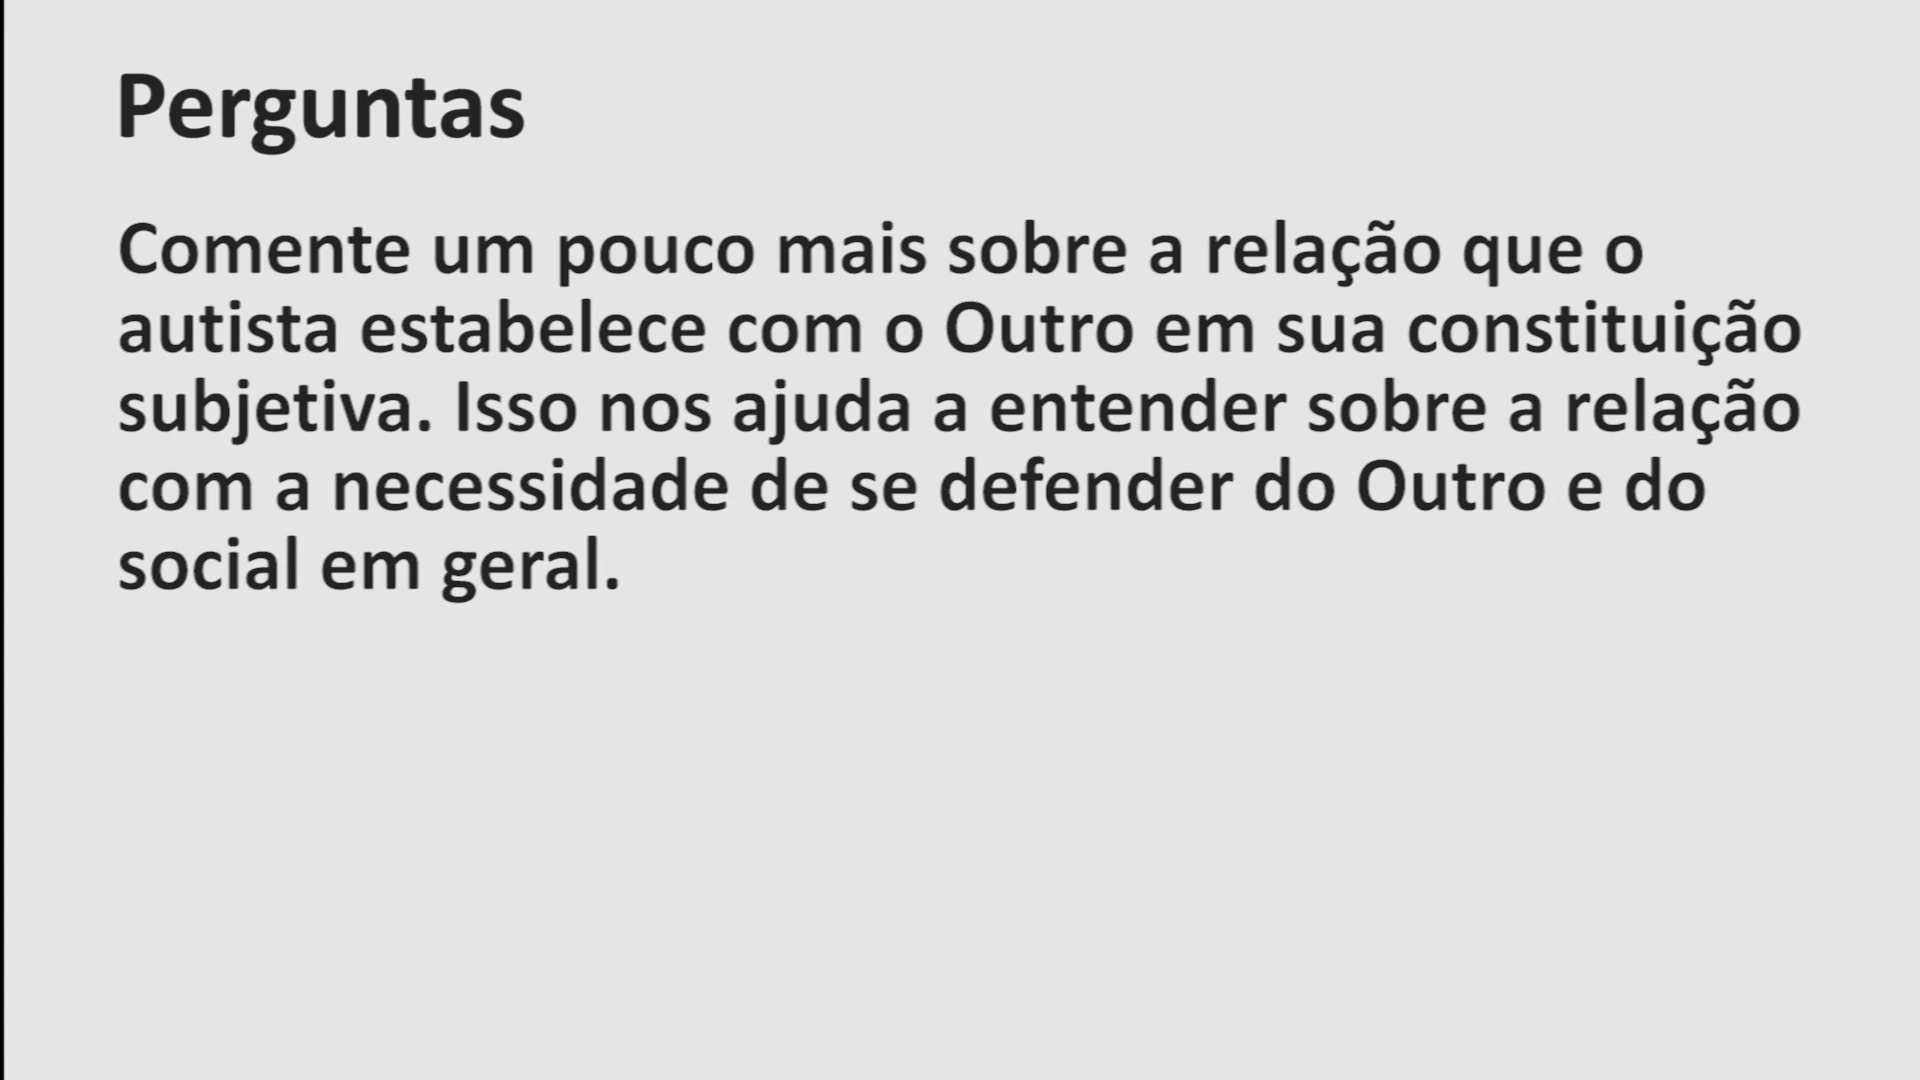 Perguntas
Comente um pouco mais sobre a relação que o
autista estabelece com o Outro em sua constituição
subjetiva. Isso nos ajuda a entender sobre a relação
com a necessidade de se defender do Outro e do
social em geral.